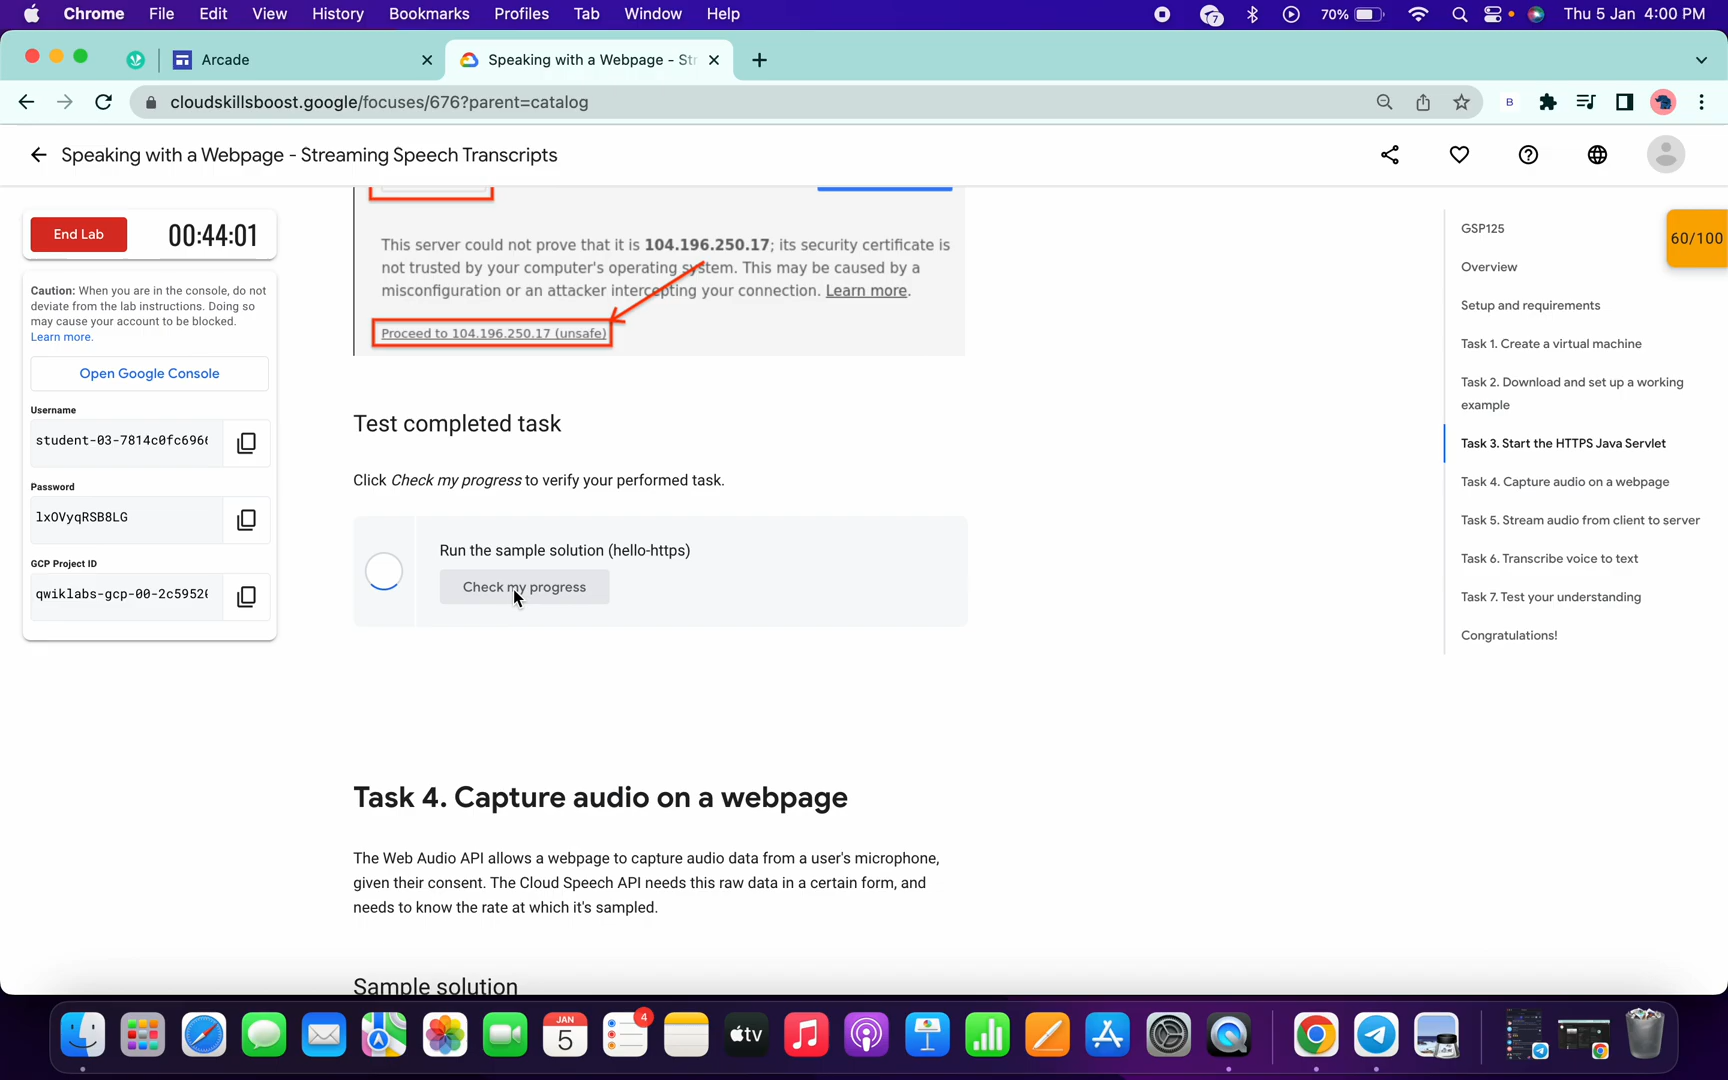 Chrome File Edit View History Bookmarks Profiles Tab Window Help 7 70% Thu 5 Jan 4:00 PM
Arcade
Speaking with a Webpage - Str
cloudskillsboost.google/focuses/676?parent=catalog
B
Speaking with a Webpage - Streaming Speech Transcripts
End Lab
00:44:01
Caution: When you are in the console, do not
deviate from the lab instructions. Doing so
may cause your account to be blocked.
Learn more.
Open Google Console
Username
student-03-7814c0fc6966
Password
lxOVyqRSB8LG
GCP Project ID
qwiklabs-gcp-00-2c59520
This server could not prove that it is 104.196.250.17; its security certificate is
not trusted by your computer's operating system. This may be caused by a
misconfiguration or an attacker intercepting your connection. Learn more.
Proceed to 104.196.250.17 (unsafe)
Test completed task
Click Check my progress to verify your performed task.
Run the sample solution (hello-https)
Check my progress
Task 4. Capture audio on a webpage
The Web Audio API allows a webpage to capture audio data from a user's microphone,
given their consent. The Cloud Speech API needs this raw data in a certain form, and
needs to know the rate at which it's sampled.
Sample solution
GSP125
Overview
Setup and requirements
Task 1. Create a virtual machine
Task 2. Download and set up a working
example
Task 3. Start the HTTPS Java Servlet
Task 4. Capture audio on a webpage
Task 5. Stream audio from client to server
Task 6. Transcribe voice to text
Task 7. Test your understanding
Congratulations!
60/100
JAN
5
4
tv